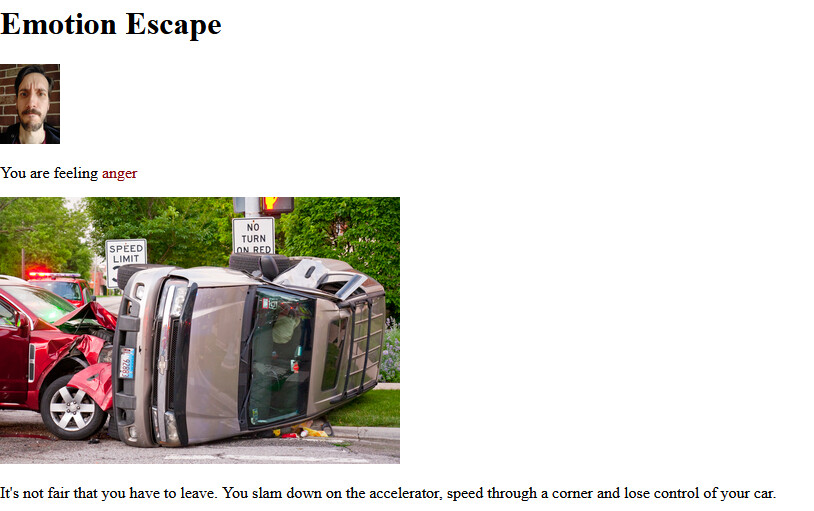 Emotion Escape
You are feeling anger
SPEED
LIMIT
NO
TURN
ON RED
It's not fair that you have to leave. You slam down on the accelerator, speed through a corner and lose control of your car.